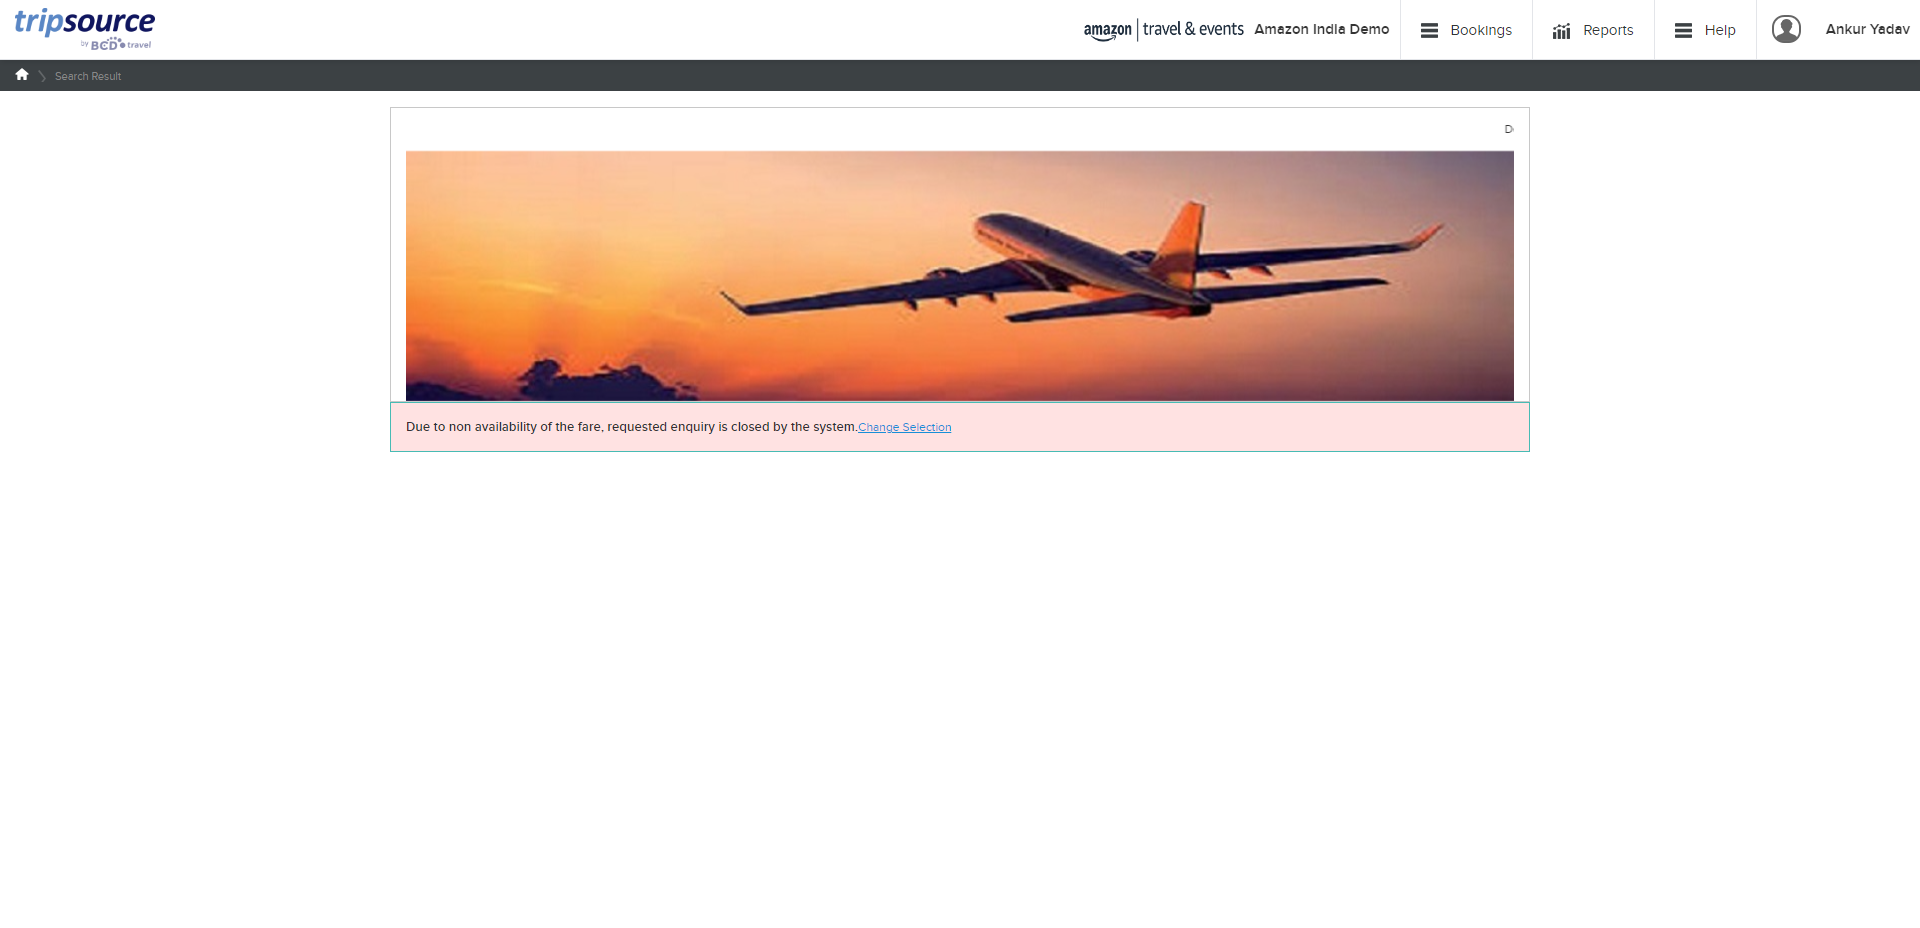 tripsource
by BCD travel
amazon | travel & events
Amazon India Demo
Bookings
Reports
Help
Ankur Yadav
Search Result
Due to non availability of the fare, requested enquiry is closed by the system.Change Selection